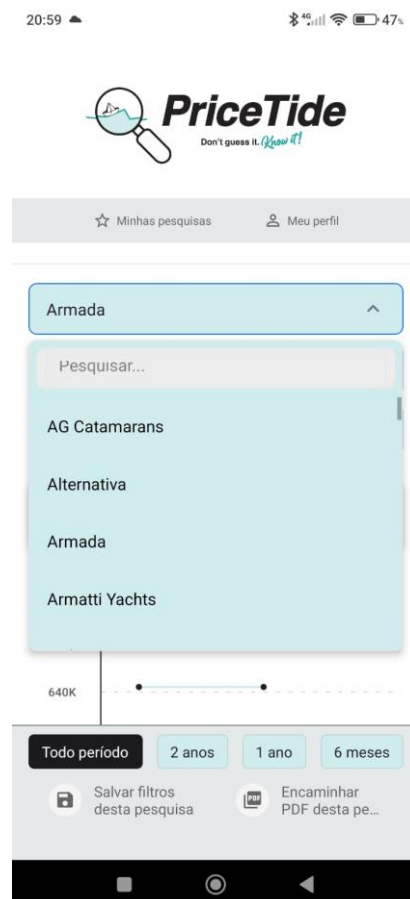 20:59
4G
47%
PriceTide
Don't guess it. Know it!
Minhas pesquisas
Meu perfil
Armada
Pesquisar...
AG Catamarans
Alternativa
Armada
Armatti Yachts
640K
Todo período
2 anos
1 ano
6 meses
Salvar filtros
desta pesquisa
PDF
Encaminhar
PDF desta pe...